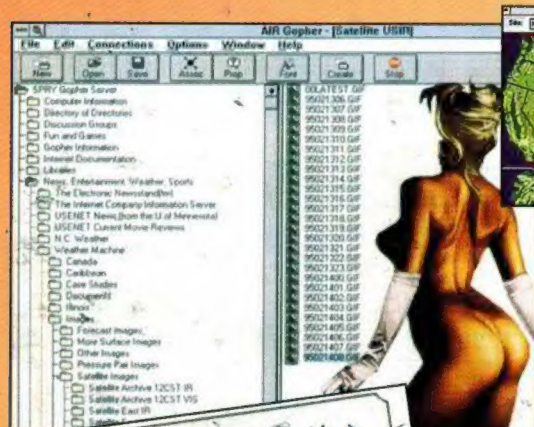 AIR Gopher - [Satellite USIR]
File Edit Connections Options Window Help
New Open Save Assoc Prop Font Create Stop
SPRY Gopher Server
Computer Information
Directory of Directories
Discussion Groups
Fun and Games
Gopher Information
Internet Documentation
Libraries
News, Entertainment, Weather, Sports
The Electronic Newsstand(tm)
The Internet Company Information Server
USENET News (from the U of Minnesota)
USENET Current Movie Reviews
N.C. Weather
Weather Machine
Canada
Caribbean
Case Studies
Document
Illinois
Images
Forecast Images
More Surface Images
Other Images
Pressure Pair Images
Satellite Images
Satellite Archive 12CST IR
Satellite Archive 12CST VIS
Satellite East IR
00LATEST.GIF
95021306.GIF
95021307.GIF
95021308.GIF
95021309.GIF
95021310.GIF
95021311.GIF
95021312.GIF
95021313.GIF
95021314.GIF
95021315.GIF
95021316.GIF
95021317.GIF
95021318.GIF
95021319.GIF
95021320.GIF
95021321.GIF
95021322.GIF
95021323.GIF
95021400.GIF
95021401.GIF
95021402.GIF
95021403.GIF
95021404.GIF
95021405.GIF
95021406.GIF
95021407.GIF
95021408.GIF
Site: